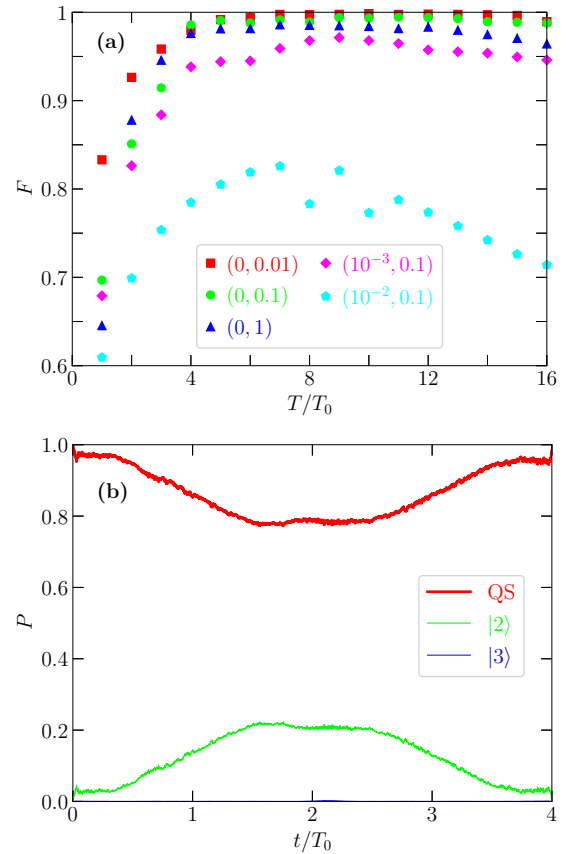 (a)
1
0.9
0.8
0.7
0.6
F
(0, 0.01) (10⁻³, 0.1)
(0, 0.1) (10⁻², 0.1)
(0, 1)
0 4 8 12 16
T/T₀
(b)
1.0
0.8
0.6
0.4
0.2
0.0
P
QS
|2⟩
|3⟩
0 1 2 3 4
t/T₀